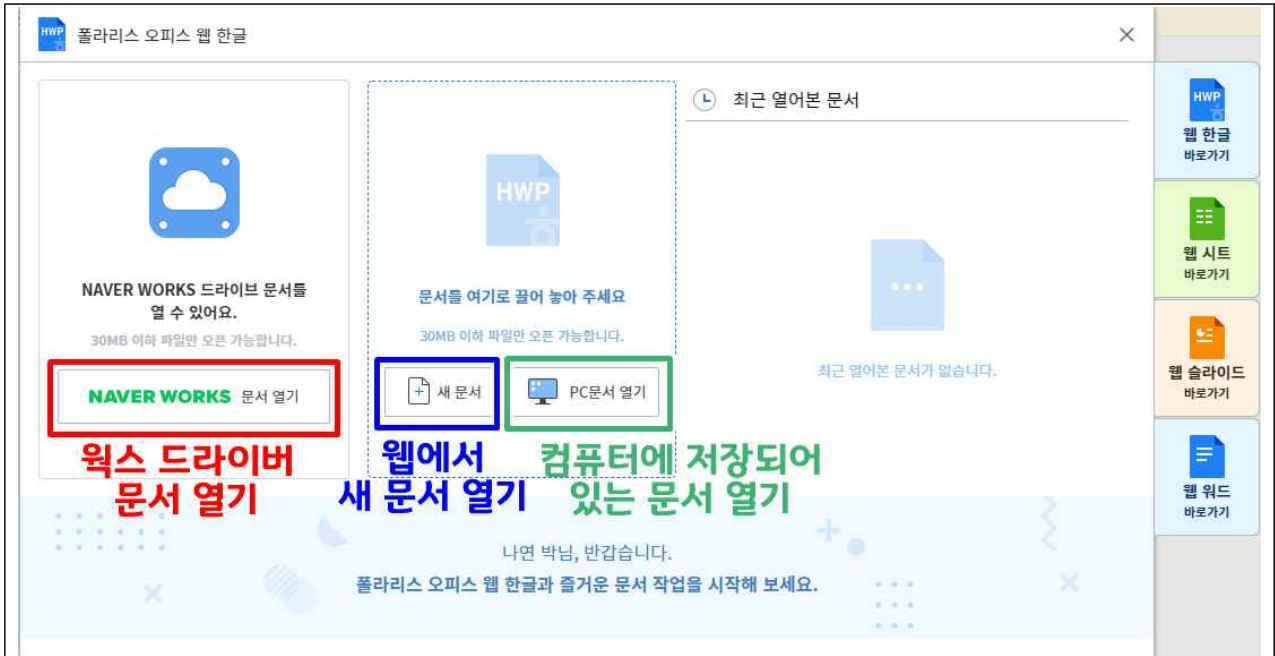 HWP 폴라리스 오피스 웹 한글
NAVER WORKS 드라이브 문서를
열 수 있어요.
30MB 이하 파일만 오픈 가능합니다.
NAVER WORKS 문서 열기
웍스 드라이버
문서 열기
HWP
ㅎ
문서를 여기로 끌어 놓아 주세요
30MB 이하 파일만 오픈 가능합니다.
새 문서
PC문서 열기
웹에서
새 문서 열기
컴퓨터에 저장되어
있는 문서 열기
최근 열어본 문서
최근 열어본 문서가 없습니다.
나연 박님, 반갑습니다.
폴라리스 오피스 웹 한글과 즐거운 문서 작업을 시작해 보세요.
HWP
웹 한글
바로가기
웹 시트
바로가기
웹 슬라이드
바로가기
웹 워드
바로가기